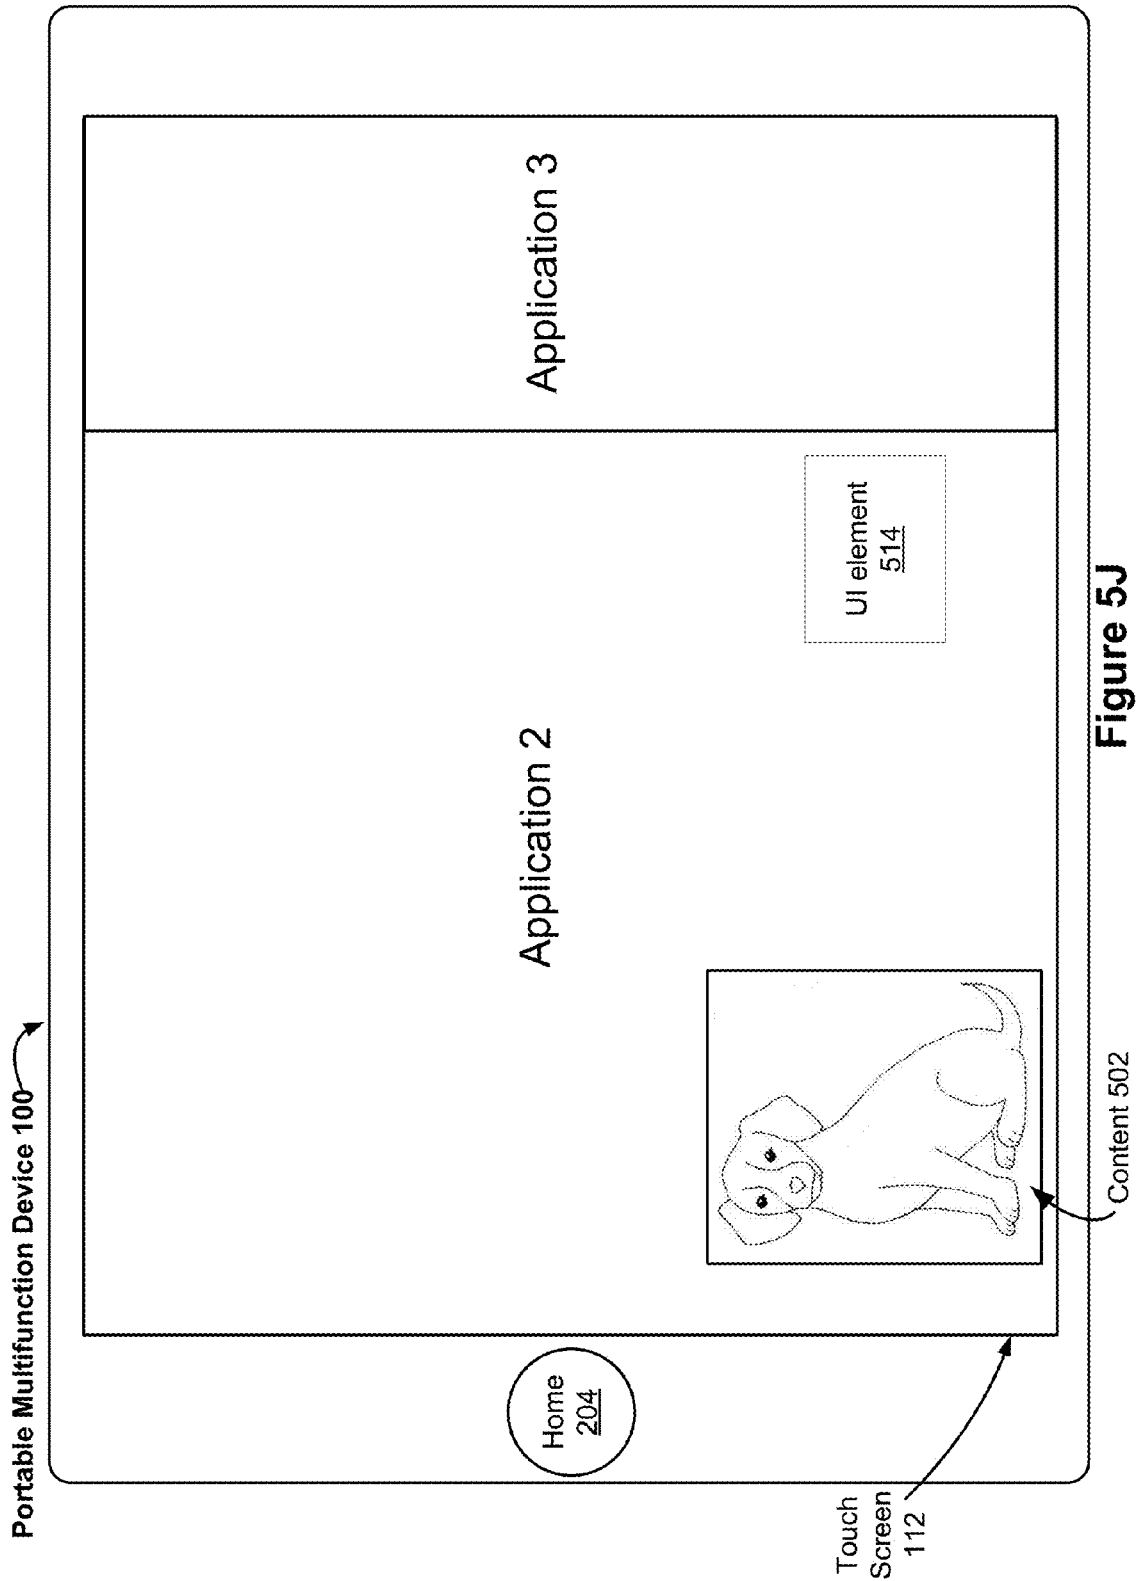 Portable Multifunction Device 100
Application 2
Application 3
UI element
514
Home
204
Touch
Screen
112
Content 502
Figure 5J